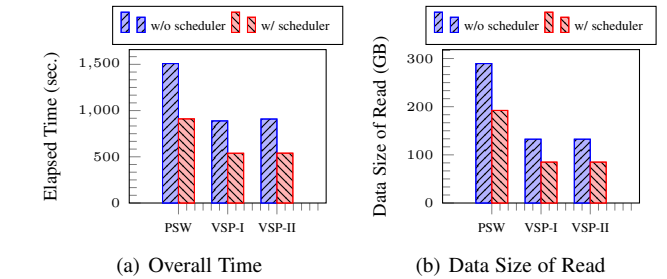 w/o scheduler w/ scheduler
Elapsed Time (sec.)
1,500
1,000
500
0
PSW VSP-I VSP-II
(a) Overall Time
w/o scheduler w/ scheduler
Data Size of Read (GB)
300
200
100
0
PSW VSP-I VSP-II
(b) Data Size of Read